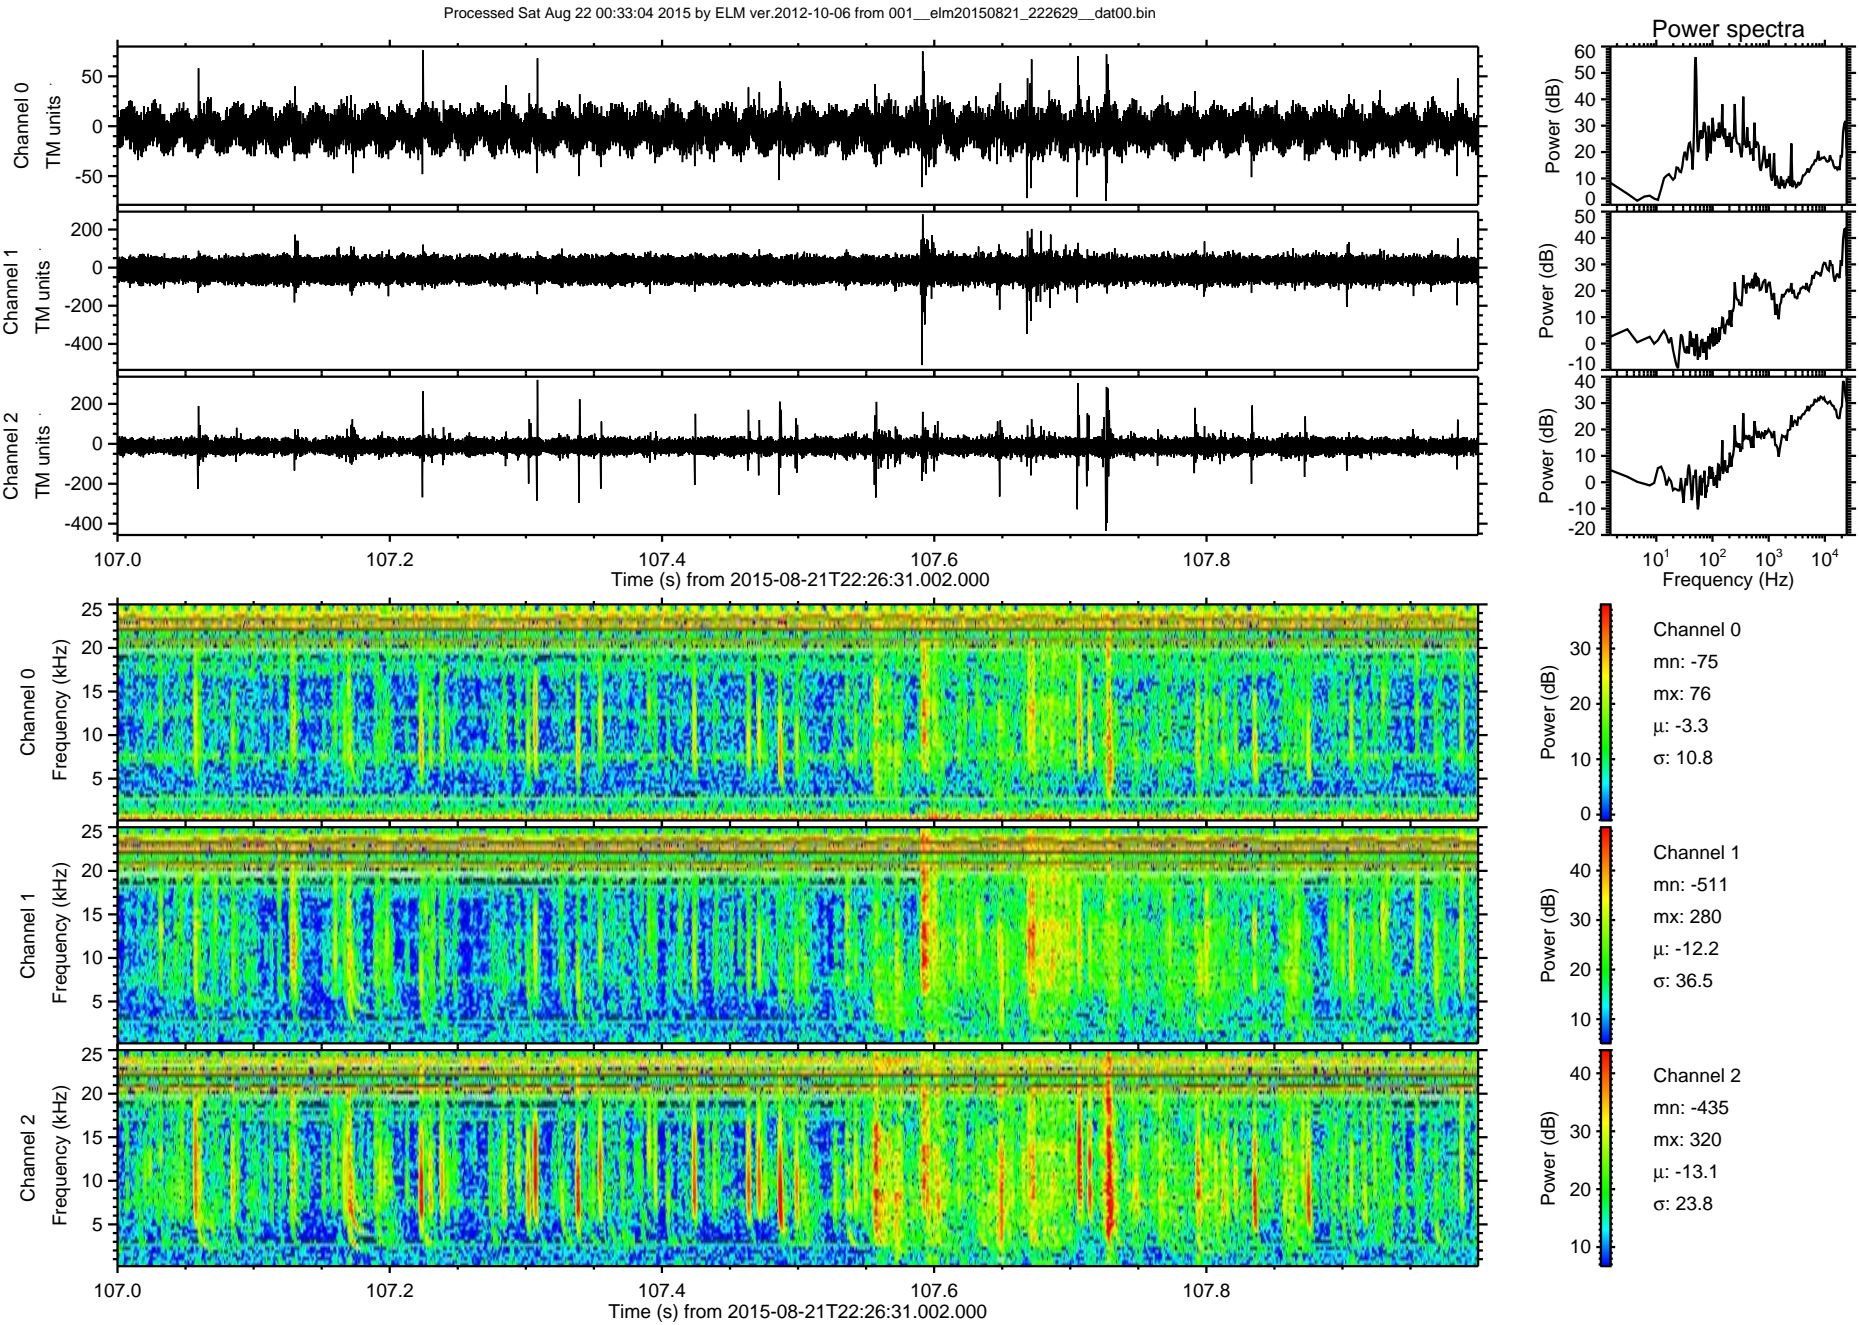 Processed Sat Aug 22 00:33:04 2015 by ELM ver.2012-10-06 from 001__elm20150821_222629__dat00.bin
Power spectra
Channel 0
TM units
50
0
-50
Power (dB)
60
50
40
30
20
10
0
Channel 1
TM units
200
0
-200
-400
Power (dB)
50
40
30
20
10
0
-10
Channel 2
TM units
200
0
-200
-400
Power (dB)
40
30
20
10
0
-10
-20
107.0
107.2
107.4
107.6
107.8
Time (s) from 2015-08-21T22:26:31.002.000
10^1
10^2
10^3
10^4
Frequency (Hz)
Channel 0
Frequency (kHz)
25
20
15
10
5
Power (dB)
30
20
10
0
Channel 0
mn: -75
mx: 76
μ: -3.3
σ: 10.8
Channel 1
Frequency (kHz)
25
20
15
10
5
Power (dB)
40
30
20
10
Channel 1
mn: -511
mx: 280
μ: -12.2
σ: 36.5
Channel 2
Frequency (kHz)
25
20
15
10
5
Power (dB)
40
30
20
10
Channel 2
mn: -435
mx: 320
μ: -13.1
σ: 23.8
107.0
107.2
107.4
107.6
107.8
Time (s) from 2015-08-21T22:26:31.002.000